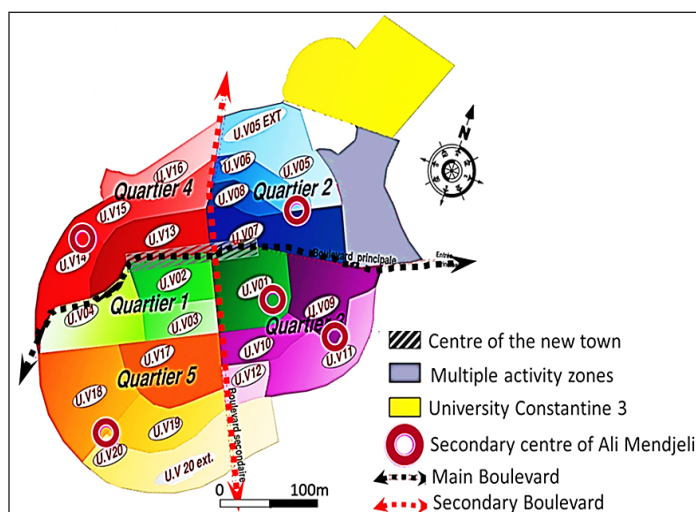 U.V05 EXT
U.V16
U.V06
U.V05
Quartier 4
Quartier 2
U.V15
U.V08
U.V13
U.V07
U.V14
Boulevard principale
Entrée
N
U.V02
U.V01
U.V09
U.V04
Quartier 1
U.V03
Quartier 3
U.V17
U.V10
U.V11
Quartier 5
U.V12
U.V18
U.V19
U.V20
U.V 20 ext.
Boulevard secondaire
0 100m
Centre of the new town
Multiple activity zones
University Constantine 3
Secondary centre of Ali Mendjeli
Main Boulevard
Secondary Boulevard